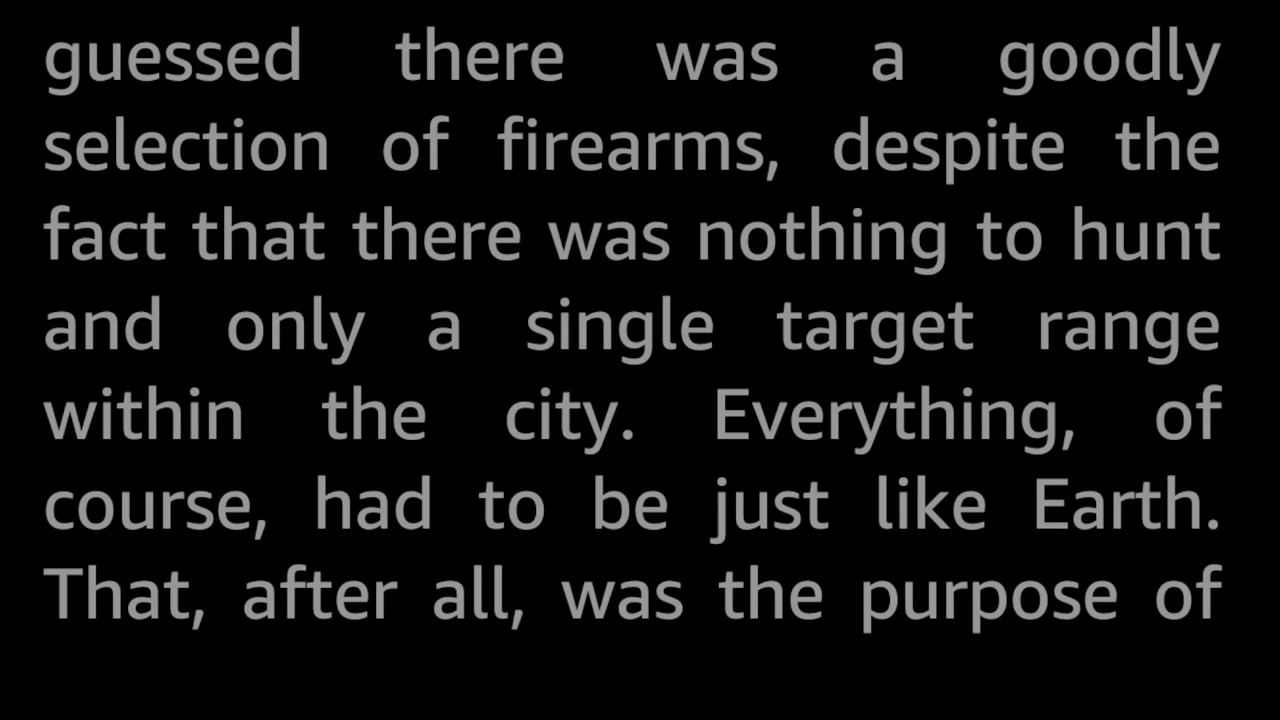 guessed there was a goodly
selection of firearms, despite the
fact that there was nothing to hunt
and only a single target range
within the city. Everything, of
course, had to be just like Earth.
That, after all, was the purpose of